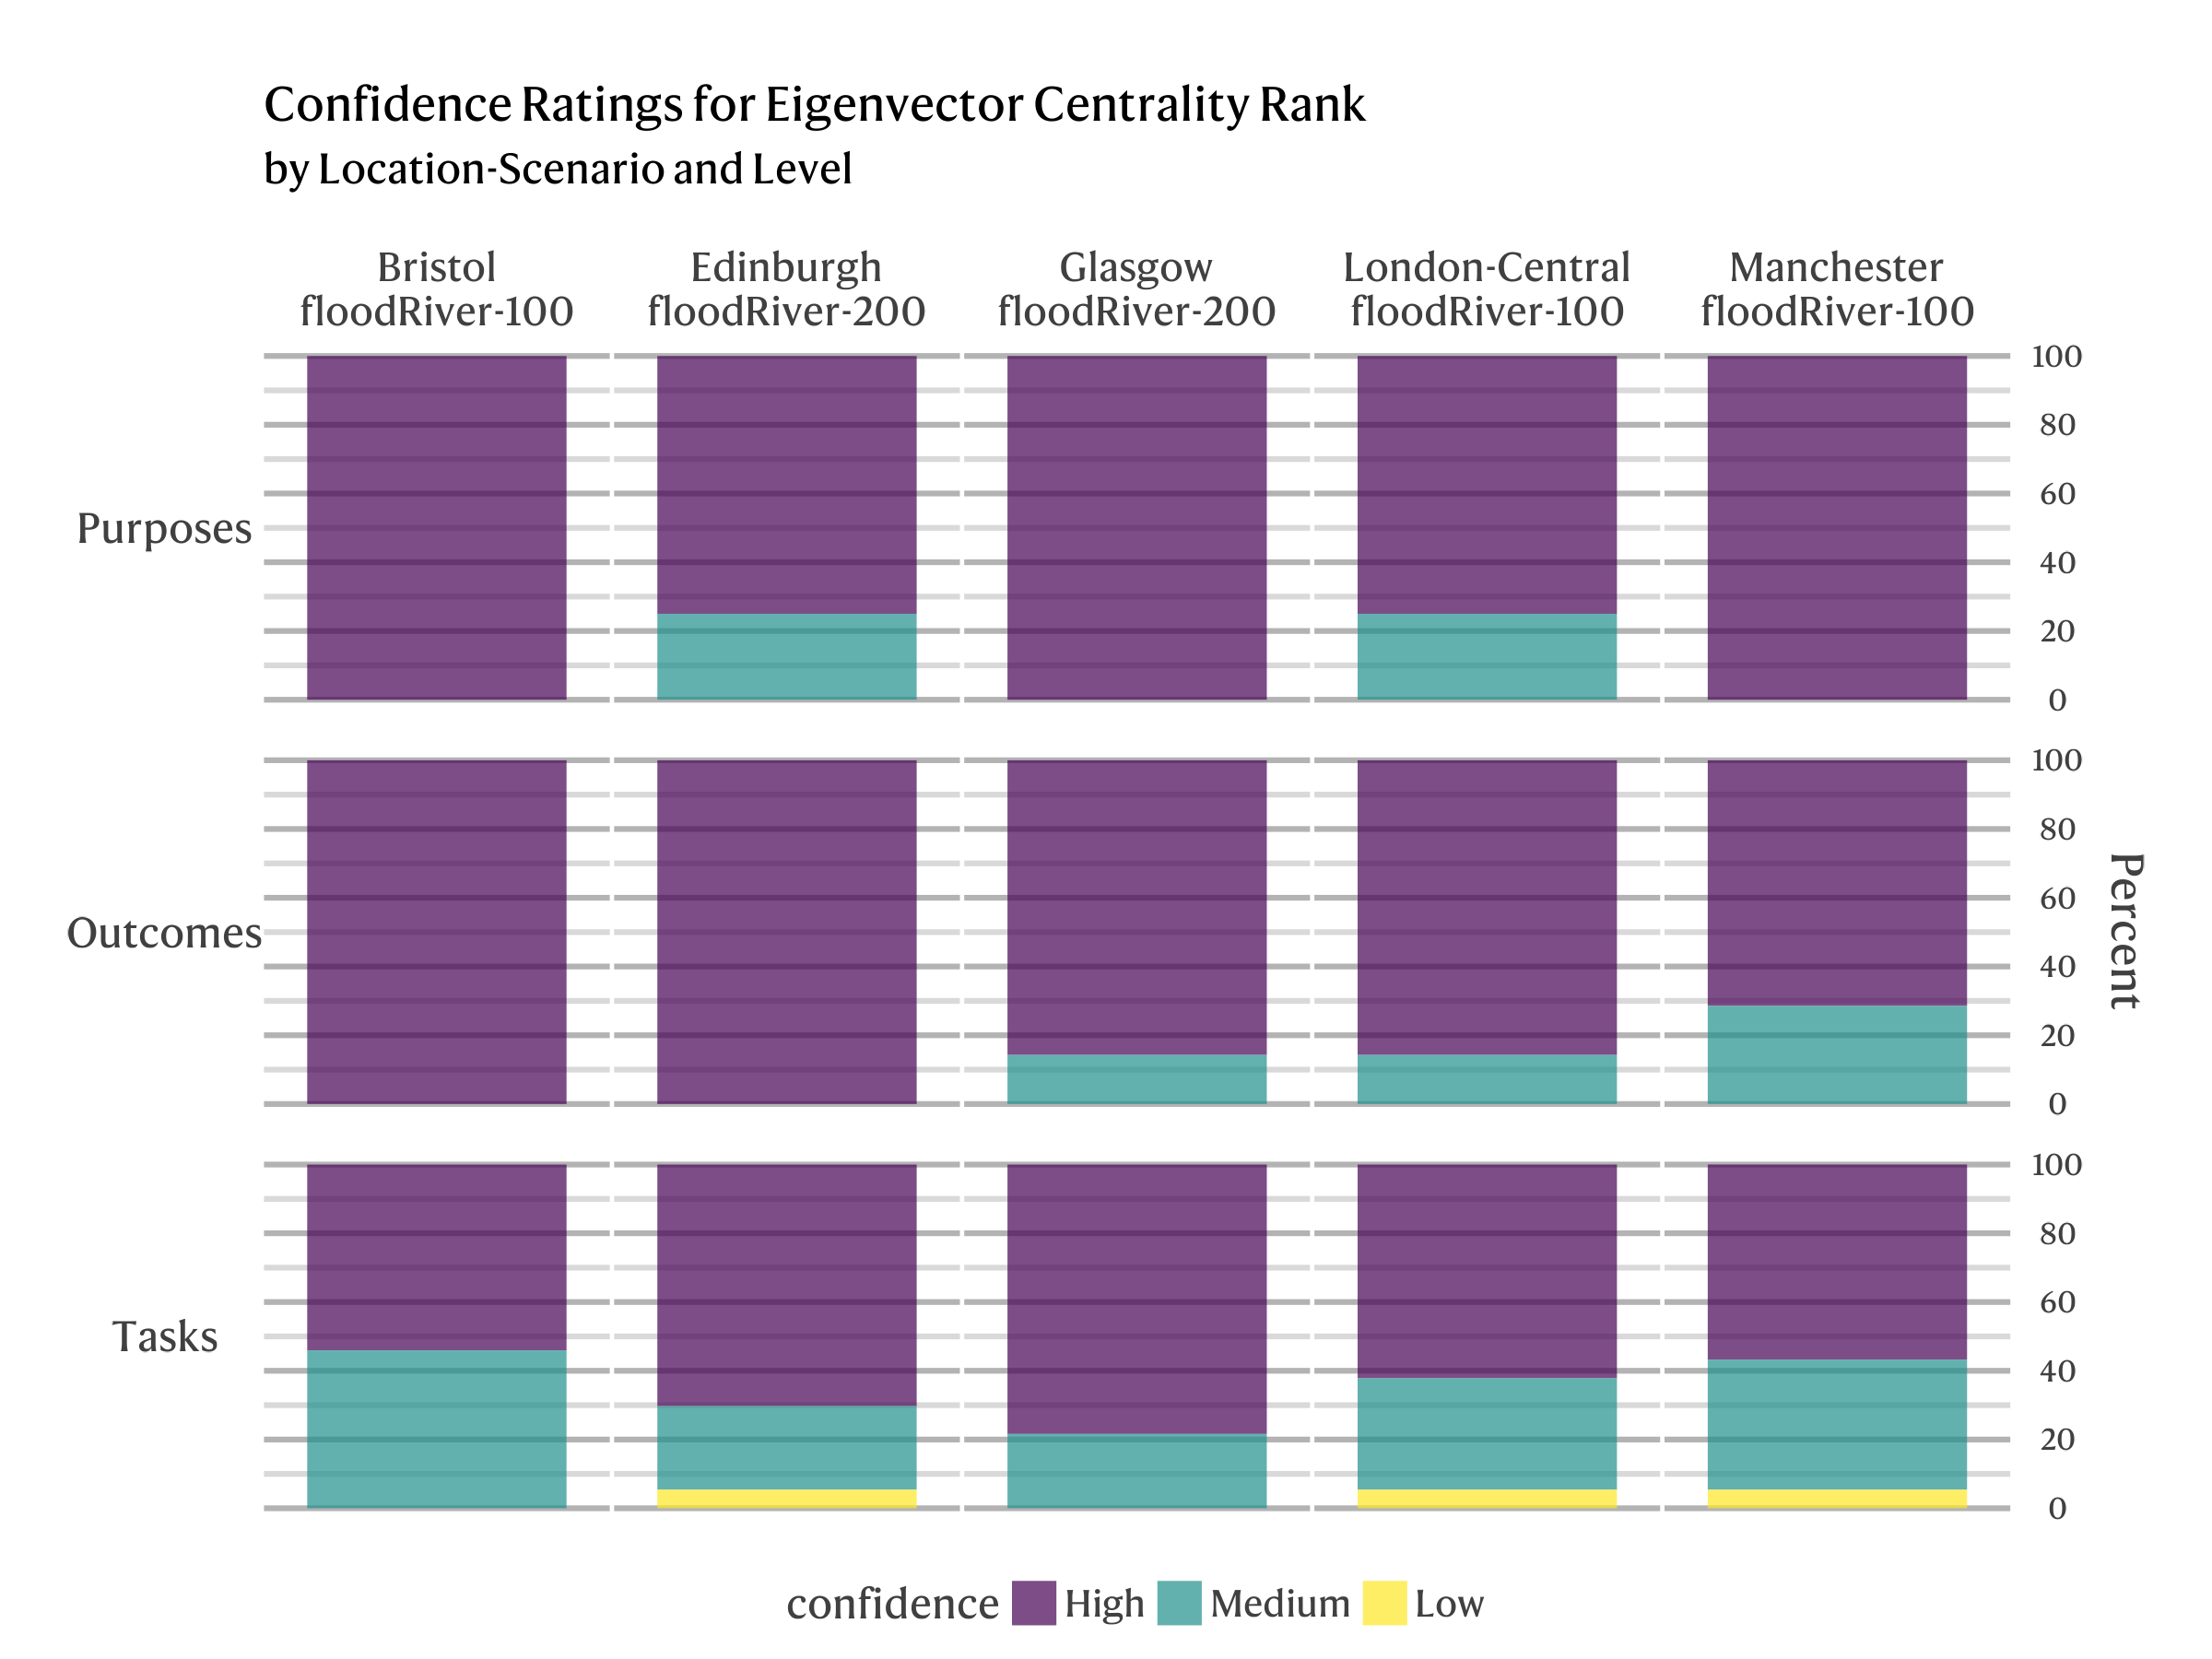 Confidence Ratings for Eigenvector Centrality Rank
by Location-Scenario and Level
Bristol
floodRiver-100
Edinburgh
floodRiver-200
Glasgow
floodRiver-200
London-Central
floodRiver-100
Manchester
floodRiver-100
Purposes
100
80
60
40
20
0
Outcomes
100
80
60
40
20
0
Percent
Tasks
100
80
60
40
20
0
confidence High Medium Low